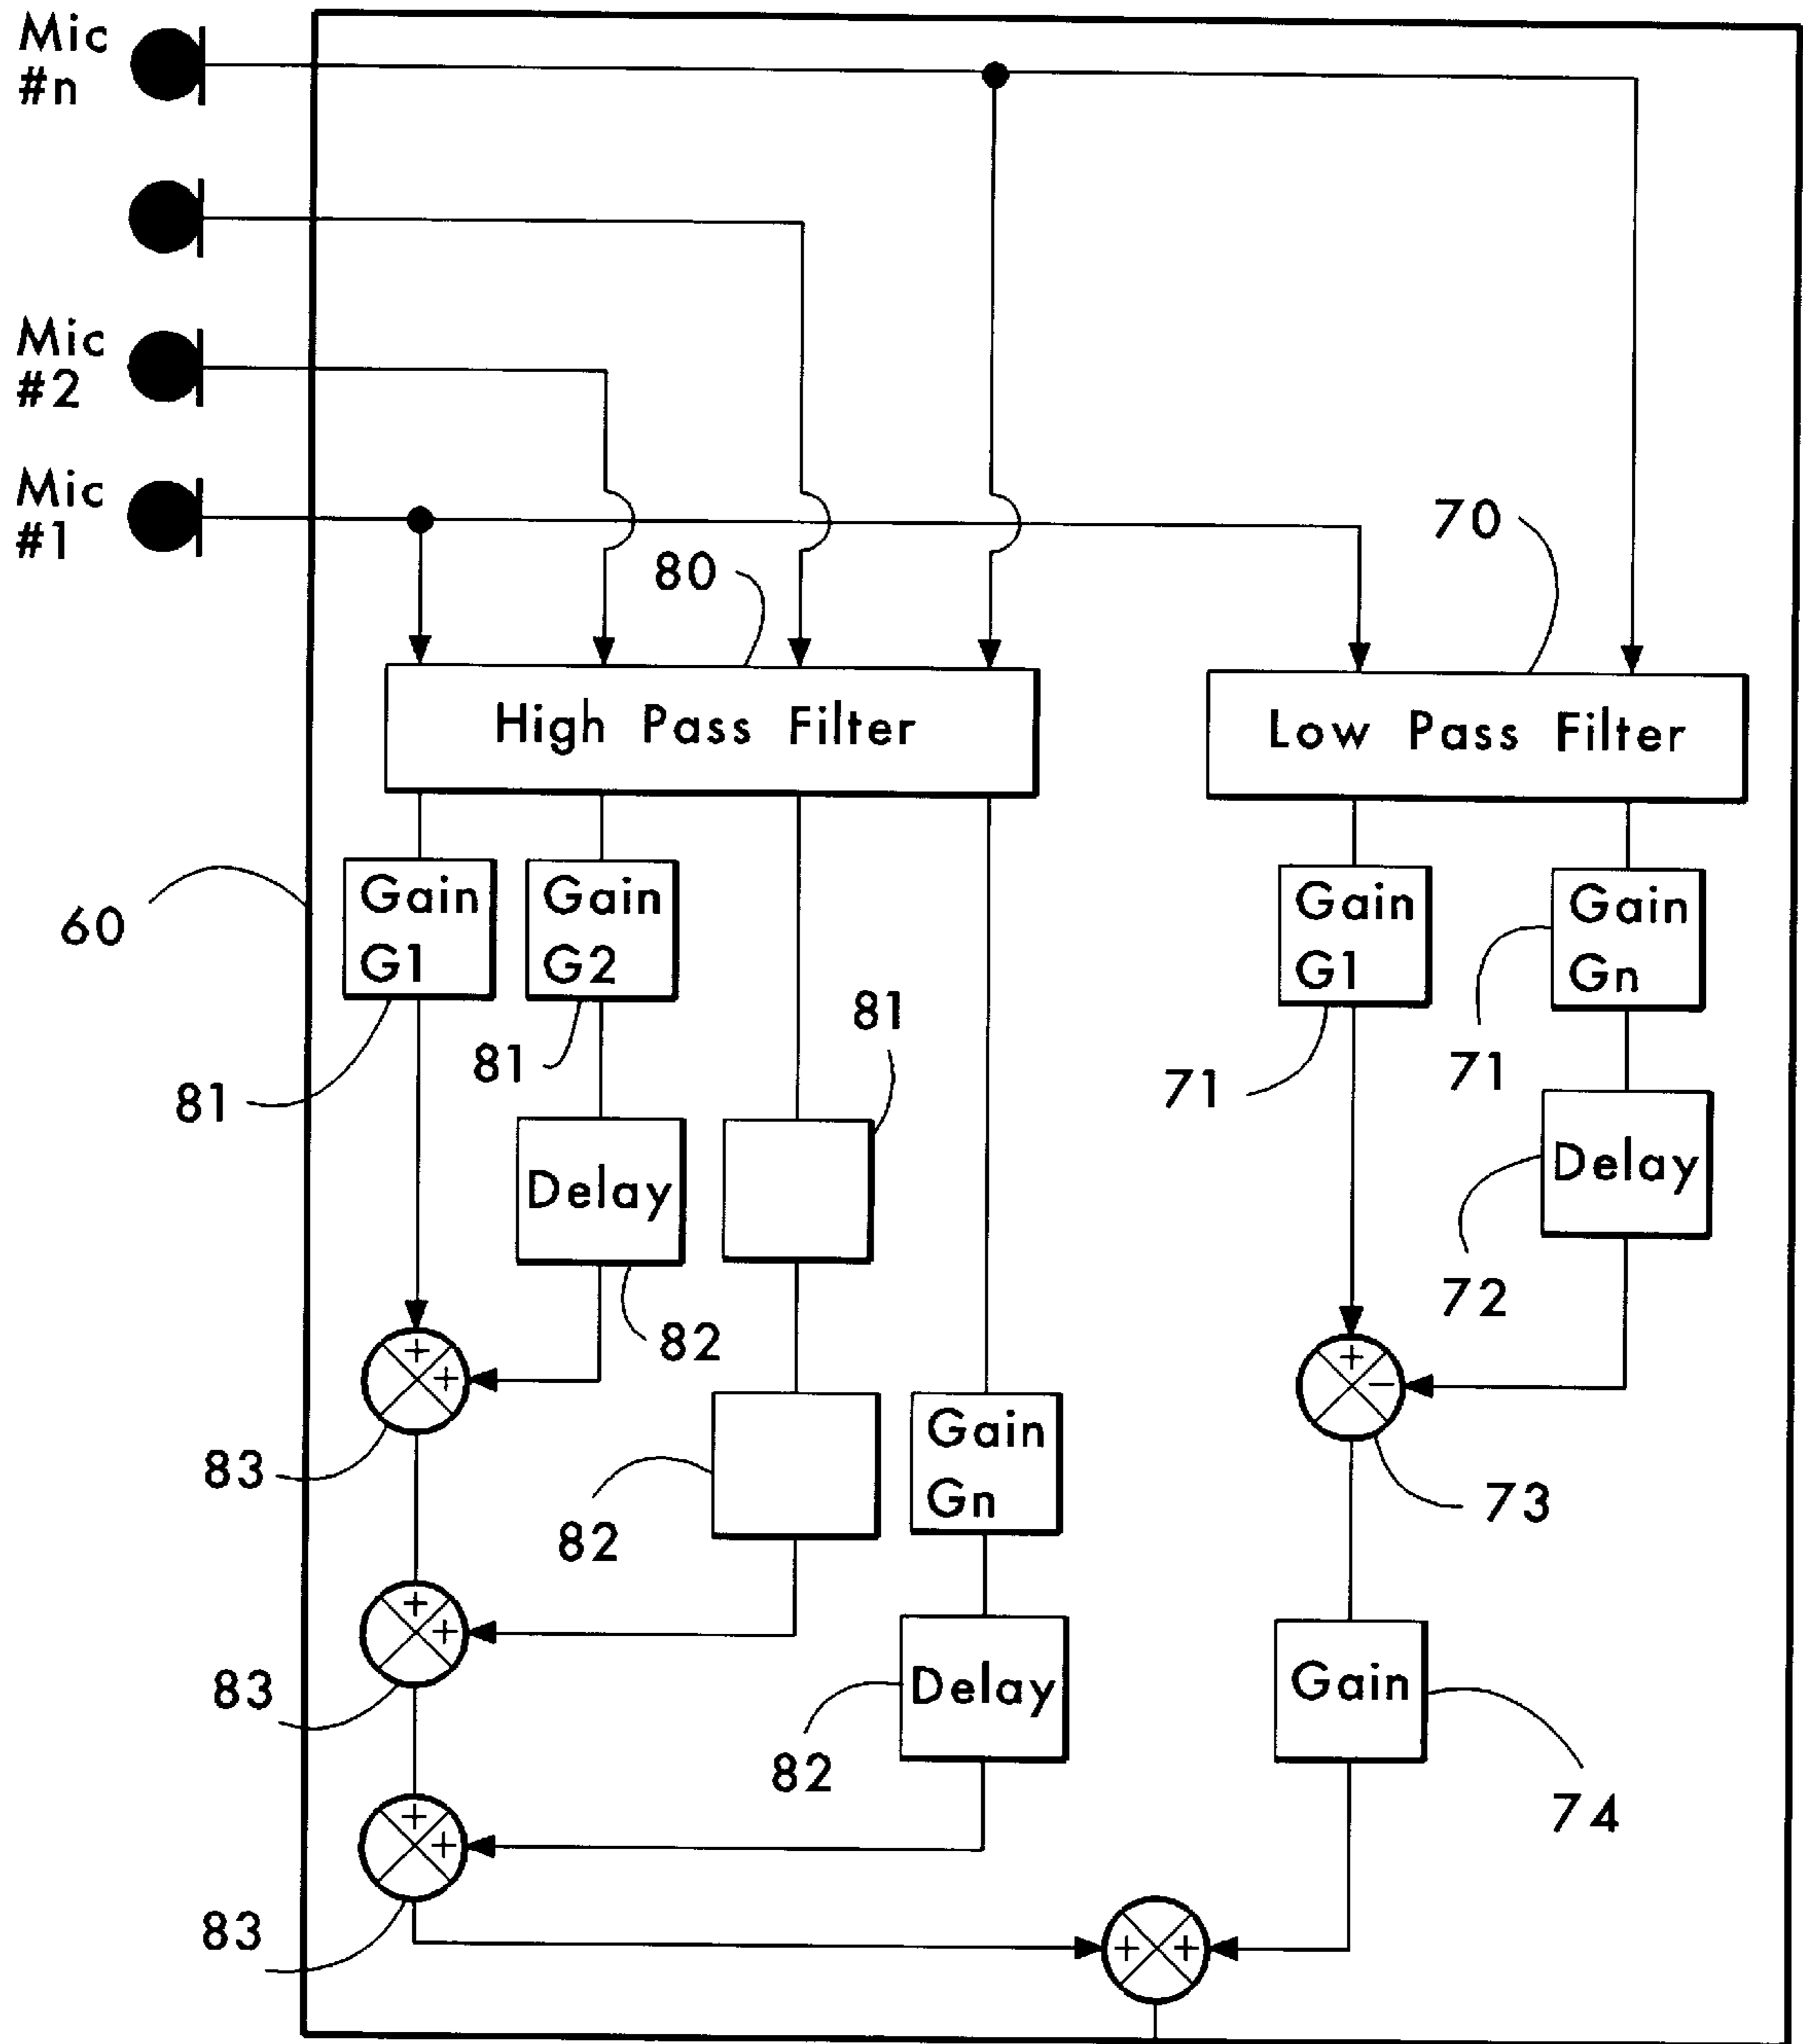 Mic
#n
Mic
#2
Mic
#1
70
80
High Pass Filter
Low Pass Filter
60
Gain
G1
Gain
G2
Gain
G1
Gain
Gn
81
81
81
71
71
Delay
Delay
82
72
+
+
+
−
83
82
Gain
Gn
73
+
+
83
Delay
82
Gain
74
+
+
83
+
+